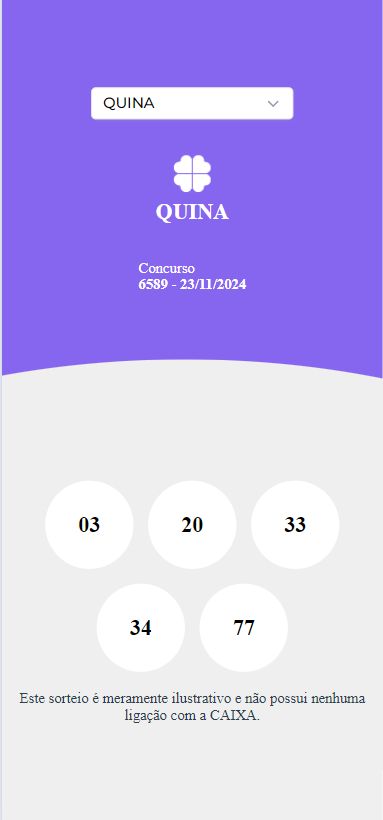 QUINA
QUINA
Concurso
6589 - 23/11/2024
03 20 33
34 77
Este sorteio é meramente ilustrativo e não possui nenhuma
ligação com a CAIXA.